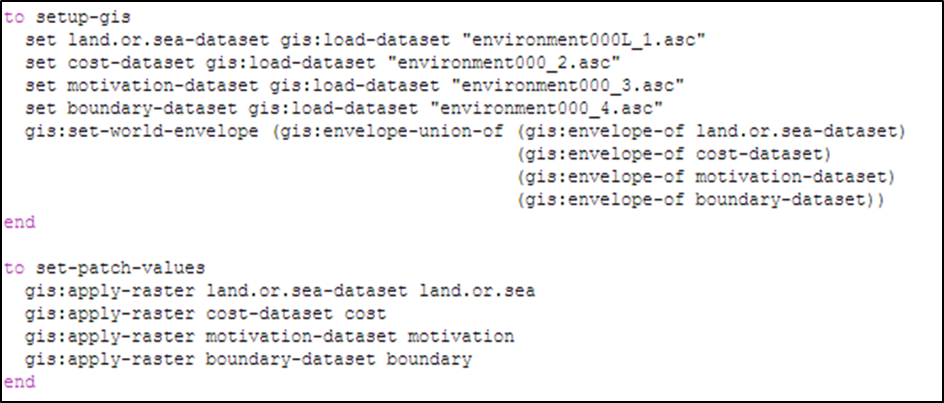 to setup-gis
  set land.or.sea-dataset gis:load-dataset "environment000L_1.asc"
  set cost-dataset gis:load-dataset "environment000_2.asc"
  set motivation-dataset gis:load-dataset "environment000_3.asc"
  set boundary-dataset gis:load-dataset "environment000_4.asc"
  gis:set-world-envelope (gis:envelope-union-of (gis:envelope-of land.or.sea-dataset)
                                                (gis:envelope-of cost-dataset)
                                                (gis:envelope-of motivation-dataset)
                                                (gis:envelope-of boundary-dataset))
end

to set-patch-values
  gis:apply-raster land.or.sea-dataset land.or.sea
  gis:apply-raster cost-dataset cost
  gis:apply-raster motivation-dataset motivation
  gis:apply-raster boundary-dataset boundary
end